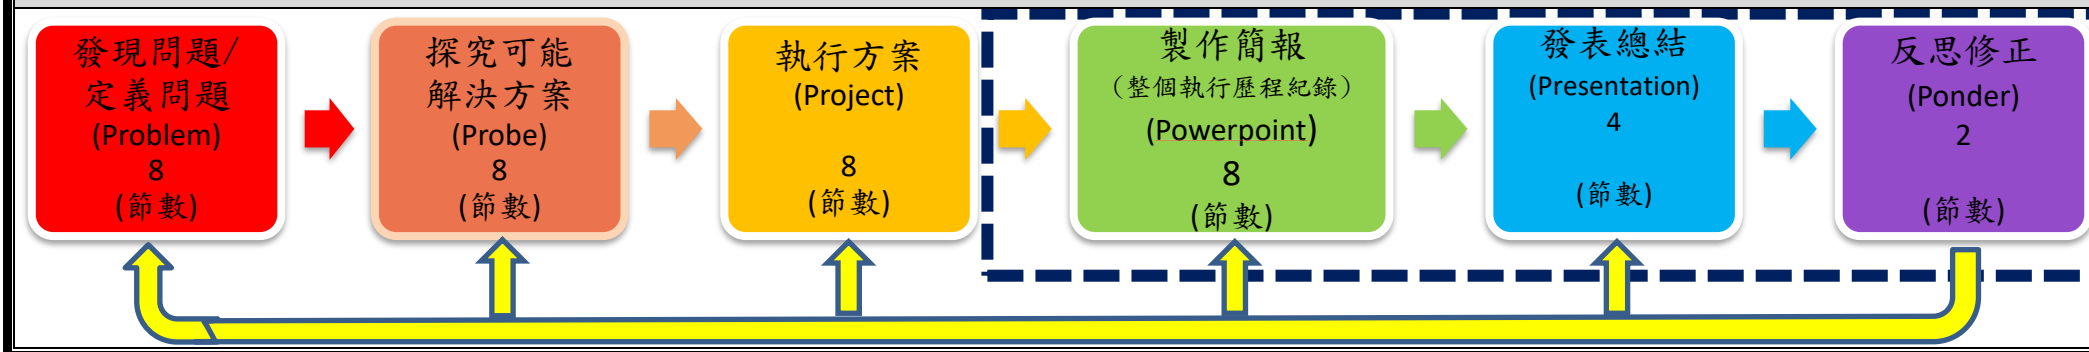 發現問題/
定義問題
(Problem)
8
(節數)
探究可能
解決方案
(Probe)
8
(節數)
執行方案
(Project)
8
(節數)
製作簡報
（整個執行歷程紀錄）
(Powerpoint)
8
(節數)
發表總結
(Presentation)
4
(節數)
反思修正
(Ponder)
2
(節數)